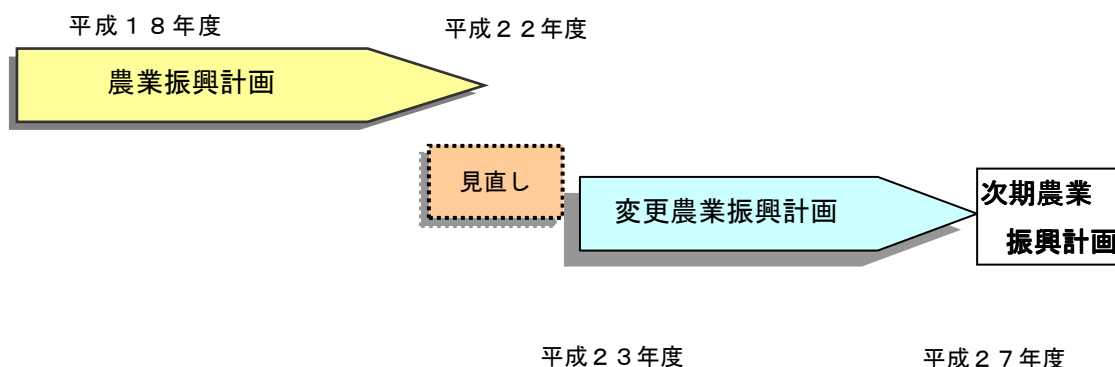 平成１８年度
平成２２年度
農業振興計画
見直し
変更農業振興計画
次期農業
振興計画
平成２３年度
平成２７年度